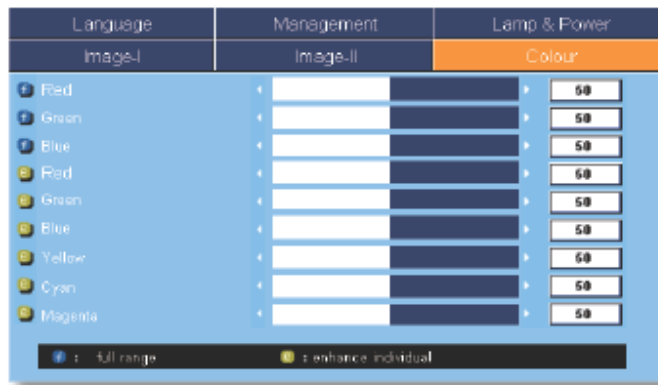 Language Management Lamp & Power
Image-I Image-II Colour
f Red 50
f Green 50
f Blue 50
e Red 50
e Green 50
e Blue 50
e Yellow 50
e Cyan 50
e Magenta 50
f : full range e : enhance individual